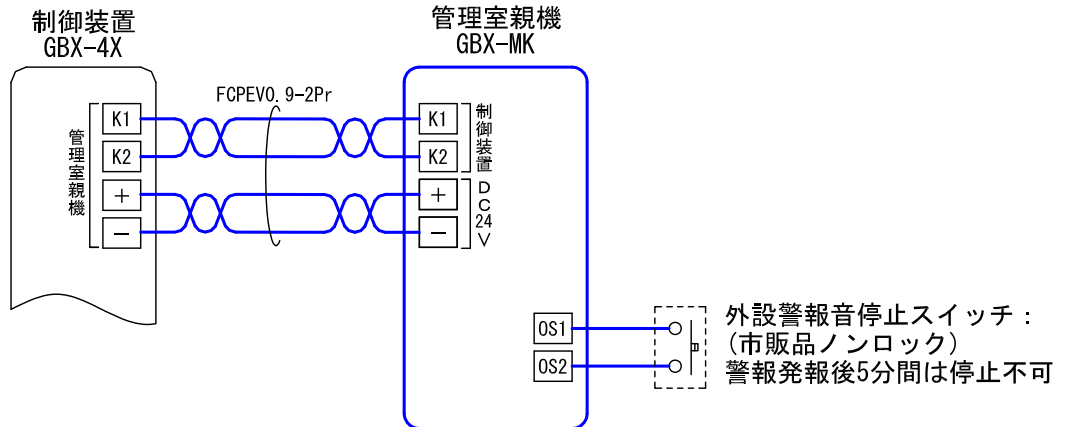 制御装置
GBX-4X
管理室親機
GBX-MK
FCPEV0.9-2Pr
管理室親機
K1
K2
+
−
K1
K2
+
−
制御装置
DC24V
OS1
OS2
外設警報音停止スイッチ：
（市販品ノンロック）
警報発報後5分間は停止不可